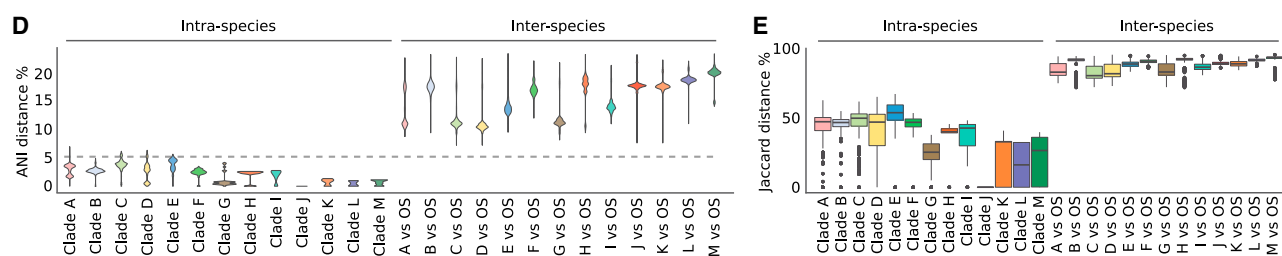 D
Intra-species
Inter-species
ANI distance %
20
15
10
5
0
Clade A
Clade B
Clade C
Clade D
Clade E
Clade F
Clade G
Clade H
Clade I
Clade J
Clade K
Clade L
Clade M
A vs OS
B vs OS
C vs OS
D vs OS
E vs OS
F vs OS
G vs OS
H vs OS
I vs OS
J vs OS
K vs OS
L vs OS
M vs OS
E
Intra-species
Inter-species
Jaccard distance %
100
50
0
Clade A
Clade B
Clade C
Clade D
Clade E
Clade F
Clade G
Clade H
Clade I
Clade J
Clade K
Clade L
Clade M
A vs OS
B vs OS
C vs OS
D vs OS
E vs OS
F vs OS
G vs OS
H vs OS
I vs OS
J vs OS
K vs OS
L vs OS
M vs OS